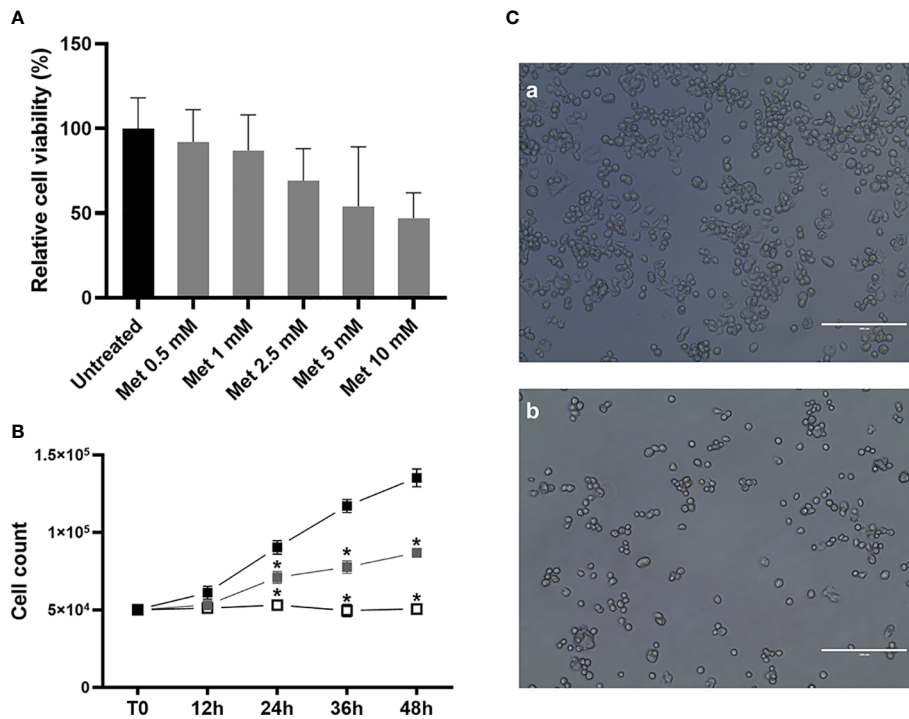 A
150
100
50
0
Relative cell viability (%)
Untreated
Met 0.5 mM
Met 1 mM
Met 2.5 mM
Met 5 mM
Met 10 mM
B
1.5×10⁵
1×10⁵
5×10⁴
0
Cell count
* * *
* * *
T0 12h 24h 36h 48h
C
a
b